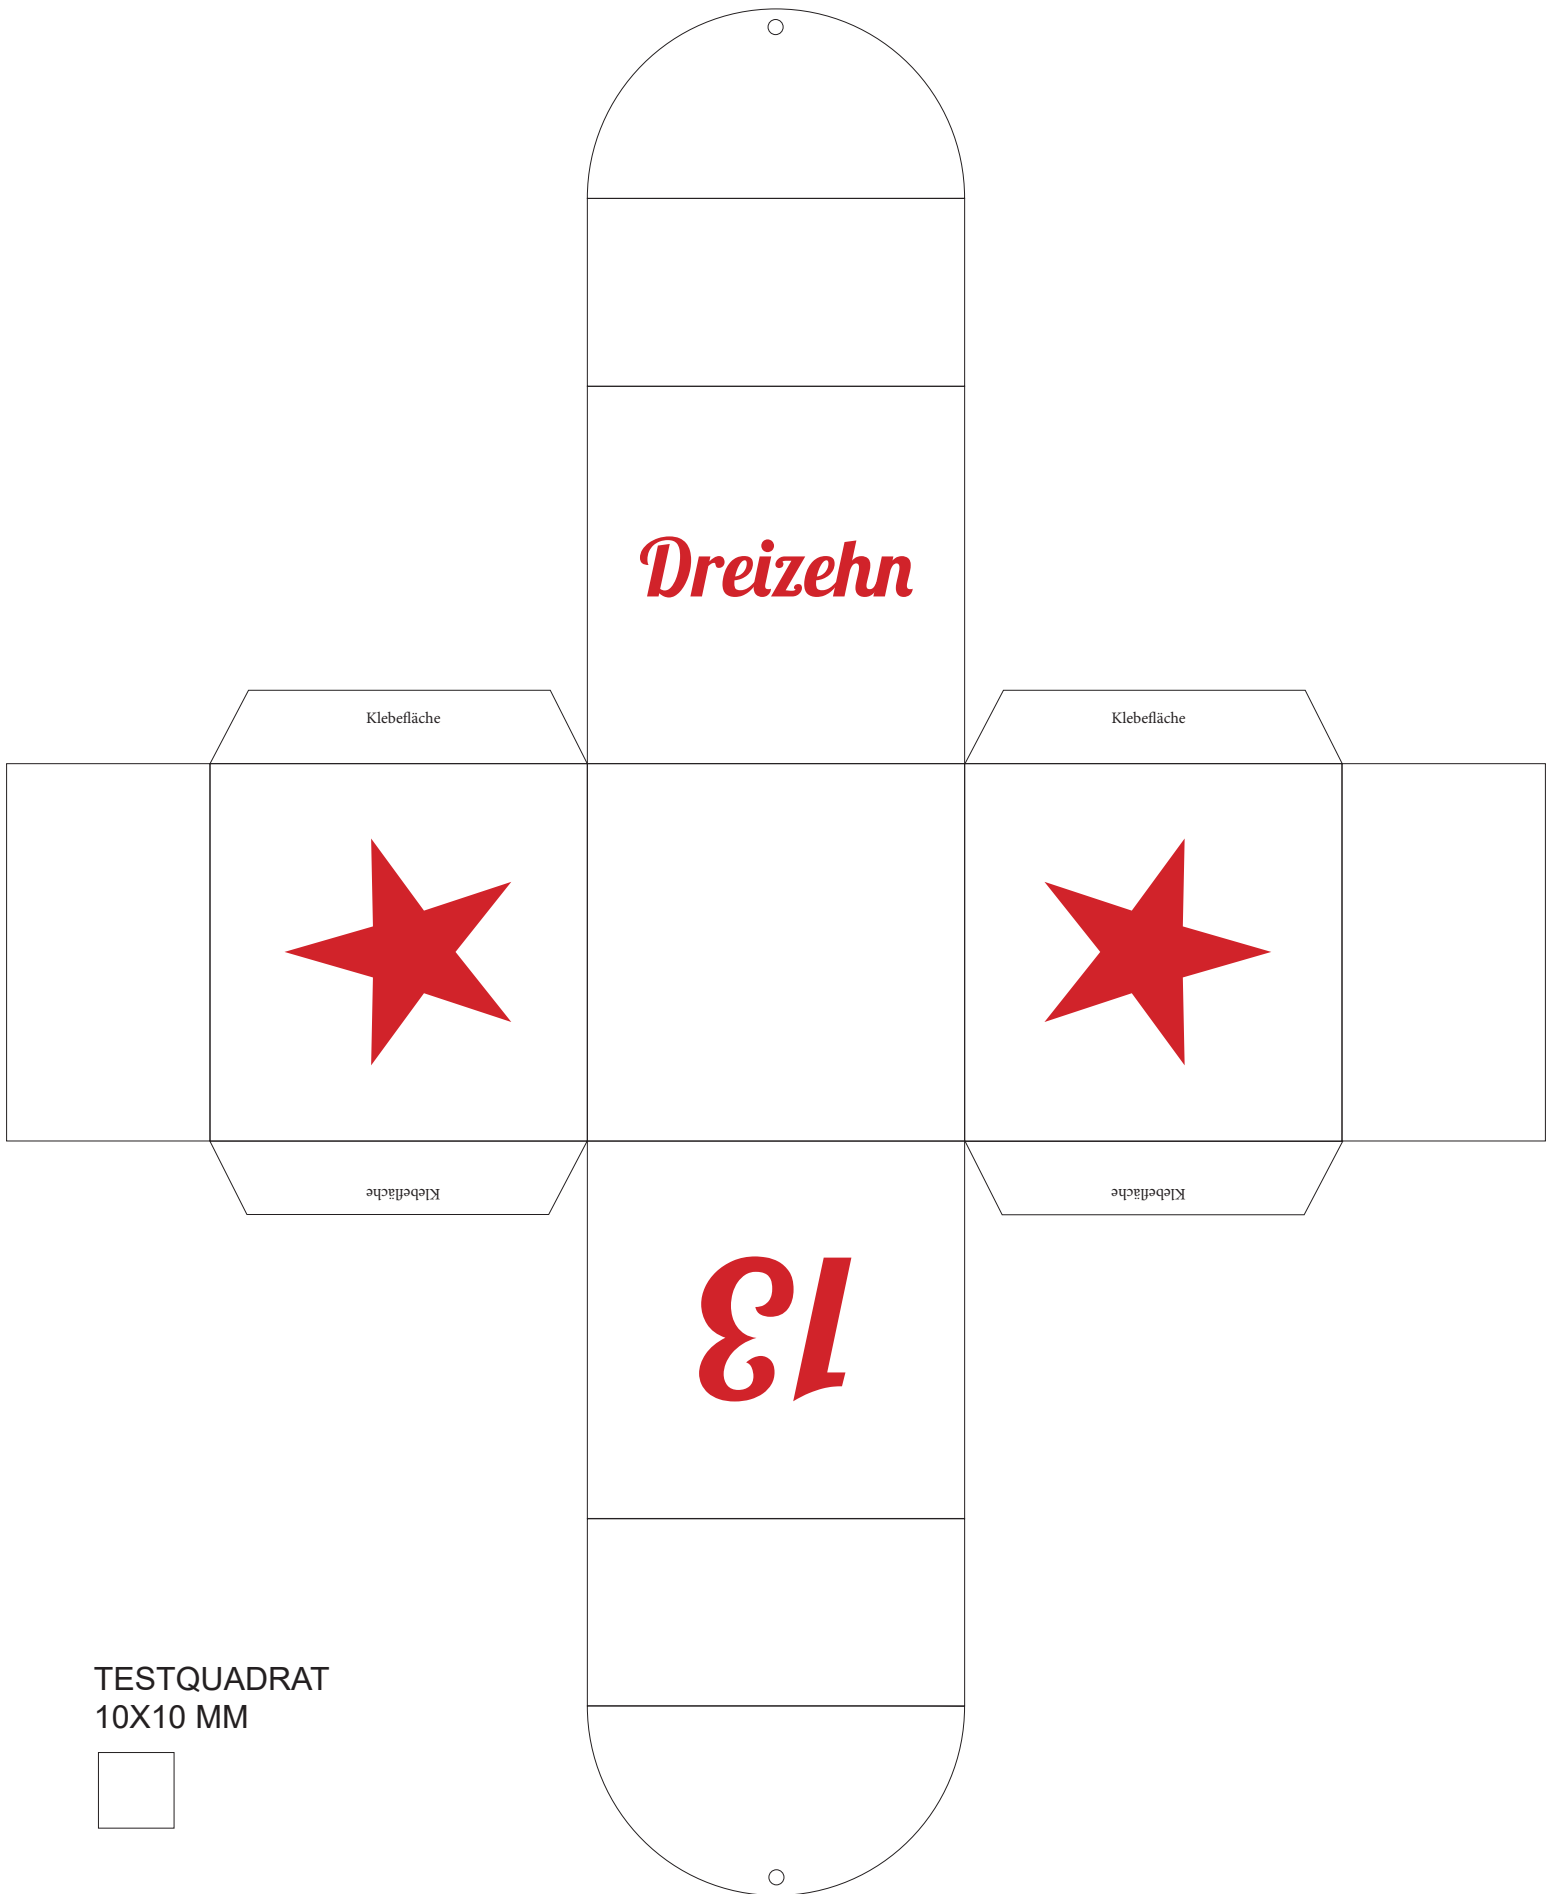 Dreizehn
Klebefläche
Klebefläche
Klebefläche
Klebefläche
13
TESTQUADRAT
10X10 MM